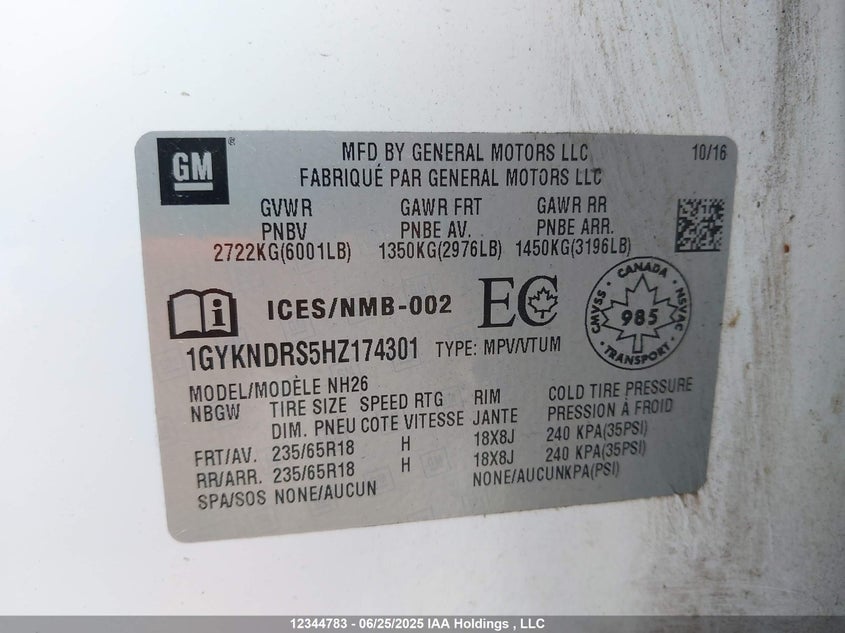 GM
MFD BY GENERAL MOTORS LLC 10/16
FABRIQUÉ PAR GENERAL MOTORS LLC
GVWR GAWR FRT GAWR RR
PNBV PNBE AV. PNBE ARR.
2722KG(6001LB) 1350KG(2976LB) 1450KG(3196LB)
ICES/NMB-002 EC
CANADA
CMVSS 985 NSVAC
TRANSPORT
1GYKNDRS5HZ174301 TYPE: MPV/VTUM
MODEL/MODÈLE NH26
NBGW TIRE SIZE SPEED RTG RIM COLD TIRE PRESSURE
DIM. PNEU COTE VITESSE JANTE PRESSION À FROID
FRT/AV. 235/65R18 H 18X8J 240 KPA(35PSI)
RR/ARR. 235/65R18 H 18X8J 240 KPA(35PSI)
SPA/SOS NONE/AUCUN NONE/AUCUNKPA(PSI)
12344783 - 06/25/2025 IAA Holdings , LLC